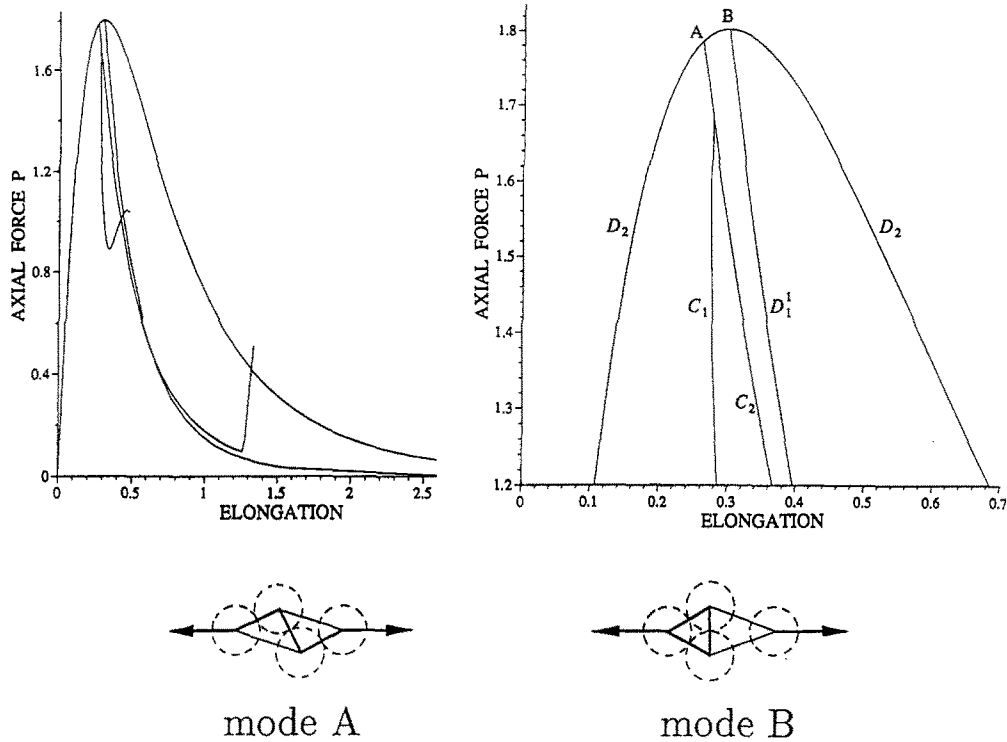 AXIAL FORCE P
1.6
1.2
0.8
0.4
0
0 0.5 1.0 1.5 2.0 2.5
ELONGATION
AXIAL FORCE P
1.8
1.7
1.6
1.5
1.4
1.3
1.2
A B
D₂ D₂
C₁ D₁¹
C₂
0 0.1 0.2 0.3 0.4 0.5 0.6 0.7
ELONGATION
mode A
mode B